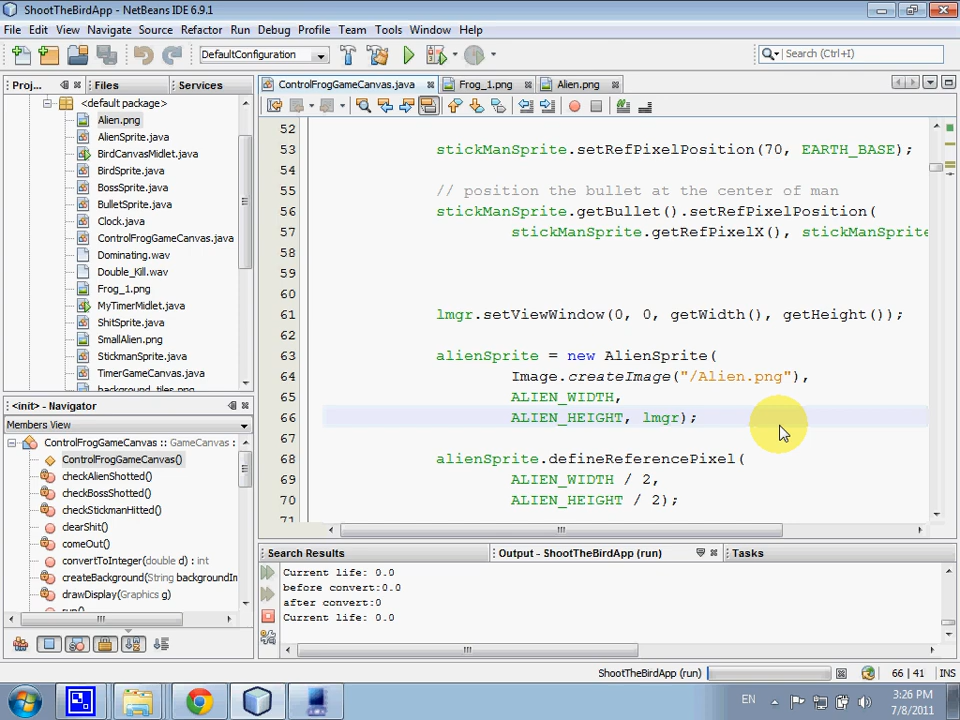 ShootTheBirdApp - NetBeans IDE 6.9.1
File Edit View Navigate Source Refactor Run Debug Profile Team Tools Window Help
DefaultConfiguration
Search (Ctrl+I)
Proj... Files Services
ControlFrogGameCanvas.java Frog_1.png Alien.png
<default package>
Alien.png
AlienSprite.java
BirdCanvasMidlet.java
BirdSprite.java
BossSprite.java
BulletSprite.java
Clock.java
ControlFrogGameCanvas.java
Dominating.wav
Double_Kill.wav
Frog_1.png
MyTimerMidlet.java
ShitSprite.java
SmallAlien.png
StickmanSprite.java
TimerGameCanvas.java
background_tiles.png
52
53 stickManSprite.setRefPixelPosition(70, EARTH_BASE);
54
55 // position the bullet at the center of man
56 stickManSprite.getBullet().setRefPixelPosition(
57 stickManSprite.getRefPixelX(), stickManSprite
58
59
60
61 lmgr.setViewWindow(0, 0, getWidth(), getHeight());
62
63 alienSprite = new AlienSprite(
64 Image.createImage("/Alien.png"),
65 ALIEN_WIDTH,
66 ALIEN_HEIGHT, lmgr);
67
68 alienSprite.defineReferencePixel(
69 ALIEN_WIDTH / 2,
70 ALIEN_HEIGHT / 2);
71
<init> - Navigator
Members View
ControlFrogGameCanvas :: GameCanvas
ControlFrogGameCanvas()
checkAlienShotted()
checkBossShotted()
checkStickmanHitted()
clearShit()
comeOut()
convertToInteger(double d) : int
createBackground(String backgroundIm
drawDisplay(Graphics g)
run()
Search Results Output - ShootTheBirdApp (run) Tasks
Current life: 0.0
before convert:0.0
after convert:0
Current life: 0.0
ShootTheBirdApp (run) 66 | 41 INS
EN
3:26 PM
7/8/2011